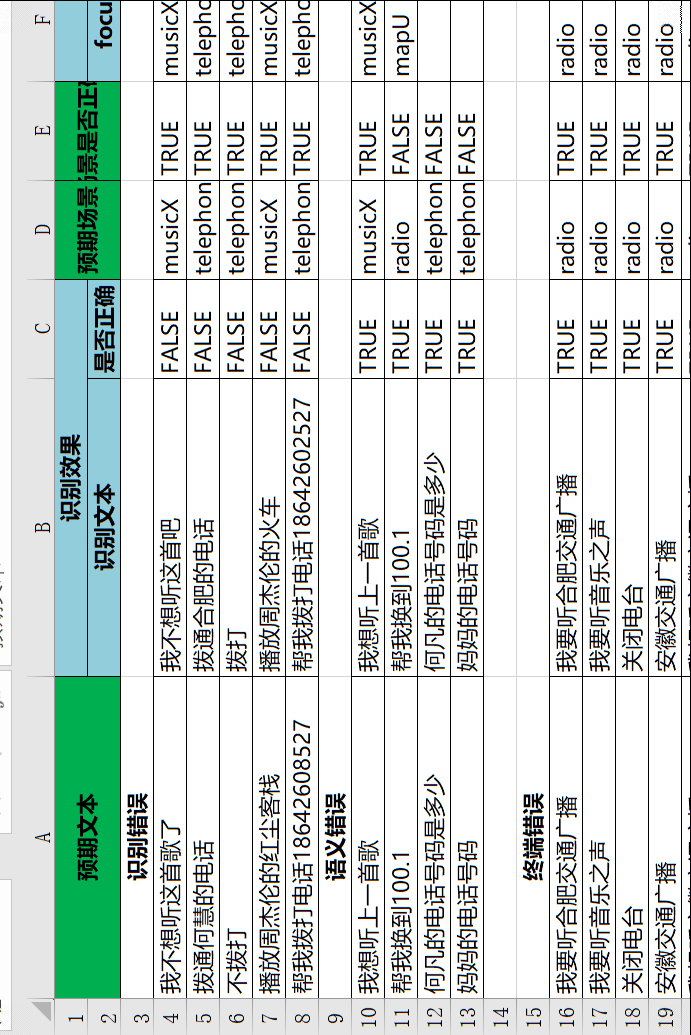 A B C D E F
1 预期文本 识别效果 预期场景 场景是否正确
2 识别文本 是否正确 focu
3 识别错误
4 我不想听这首歌了 我不想听这首吧 FALSE musicX TRUE musicX
5 拨通何慧的电话 拨通合肥的电话 FALSE telephon TRUE telepho
6 不拨打 拨打 FALSE telephon TRUE telepho
7 播放周杰伦的红尘客栈 播放周杰伦的火车 FALSE musicX TRUE musicX
8 帮我拨打电话18642608527 帮我拨打电话18642602527 FALSE telephon TRUE telepho
9 语义错误
10 我想听上一首歌 我想听上一首歌 TRUE musicX TRUE musicX
11 帮我换到100.1 帮我换到100.1 TRUE radio FALSE mapU
12 何凡的电话号码是多少 何凡的电话号码是多少 TRUE telephon FALSE
13 妈妈的电话号码 妈妈的电话号码 TRUE telephon FALSE
14
15 终端错误
16 我要听合肥交通广播 我要听合肥交通广播 TRUE radio TRUE radio
17 我要听音乐之声 我要听音乐之声 TRUE radio TRUE radio
18 关闭电台 关闭电台 TRUE radio TRUE radio
19 安徽交通广播 安徽交通广播 TRUE radio TRUE radio